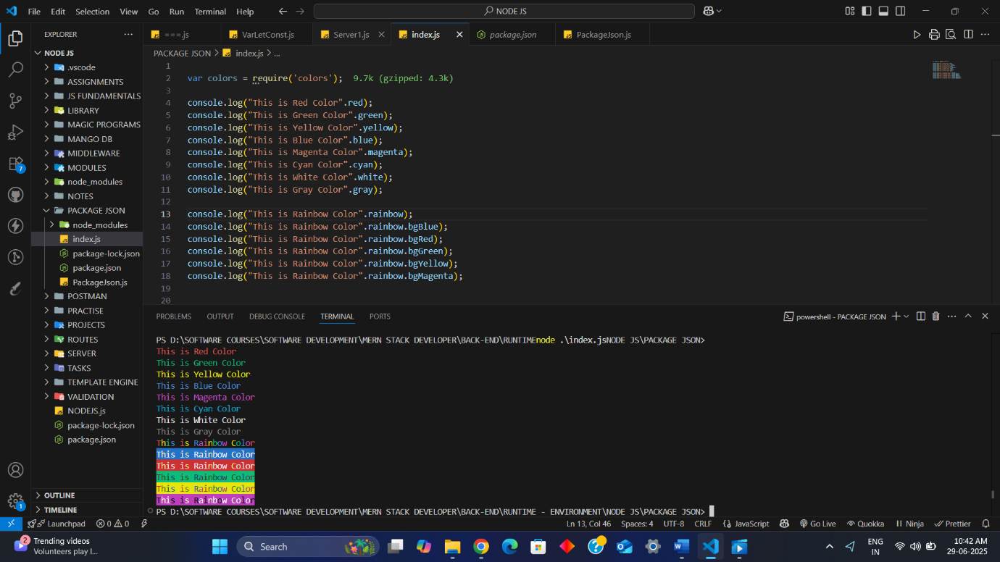 File Edit Selection View Go Run Terminal Help
NODE JS
EXPLORER
===.js
VarLetConst.js
Server1.js
index.js
package.json
PackageJson.js
NODE JS
.vscode
ASSIGNMENTS
JS FUNDAMENTALS
LIBRARY
MAGIC PROGRAMS
MANGO DB
MIDDLEWARE
MODULES
node_modules
NOTES
PACKAGE JSON
node_modules
index.js
package-lock.json
package.json
PackageJson.js
POSTMAN
PRACTISE
PROJECTS
ROUTES
SERVER
TASKS
TEMPLATE ENGINE
VALIDATION
NODEJS.js
package-lock.json
package.json
OUTLINE
TIMELINE
7
1
PACKAGE JSON > index.js > ...
1
2 var colors = require('colors'); 9.7k (gzipped: 4.3k)
3
4 console.log("This is Red Color".red);
5 console.log("This is Green Color".green);
6 console.log("This is Yellow Color".yellow);
7 console.log("This is Blue Color".blue);
8 console.log("This is Magenta Color".magenta);
9 console.log("This is Cyan Color".cyan);
10 console.log("This is White Color".white);
11 console.log("This is Gray Color".gray);
12
13 console.log("This is Rainbow Color".rainbow);
14 console.log("This is Rainbow Color".rainbow.bgBlue);
15 console.log("This is Rainbow Color".rainbow.bgRed);
16 console.log("This is Rainbow Color".rainbow.bgGreen);
17 console.log("This is Rainbow Color".rainbow.bgYellow);
18 console.log("This is Rainbow Color".rainbow.bgMagenta);
19
20
PROBLEMS OUTPUT DEBUG CONSOLE TERMINAL PORTS
powershell - PACKAGE JSON
PS D:\SOFTWARE COURSES\SOFTWARE DEVELOPMENT\MERN STACK DEVELOPER\BACK-END\RUNTIMEnode .\index.jsNODE JS\PACKAGE JSON>
This is Red Color
This is Green Color
This is Yellow Color
This is Blue Color
This is Magenta Color
This is Cyan Color
This is White Color
This is Gray Color
This is Rainbow Color
This is Rainbow Color
This is Rainbow Color
This is Rainbow Color
This is Rainbow Color
This is Rainbow Color
PS D:\SOFTWARE COURSES\SOFTWARE DEVELOPMENT\MERN STACK DEVELOPER\BACK-END\RUNTIME - ENVIRONMENT\NODE JS\PACKAGE JSON>
Launchpad 0 0 Ln 13, Col 46 Spaces: 4 UTF-8 CRLF {} JavaScript Go Live Quokka Ninja Prettier
2
Trending videos
Volunteers play l...
Search
ENG
IN
10:42 AM
29-06-2025